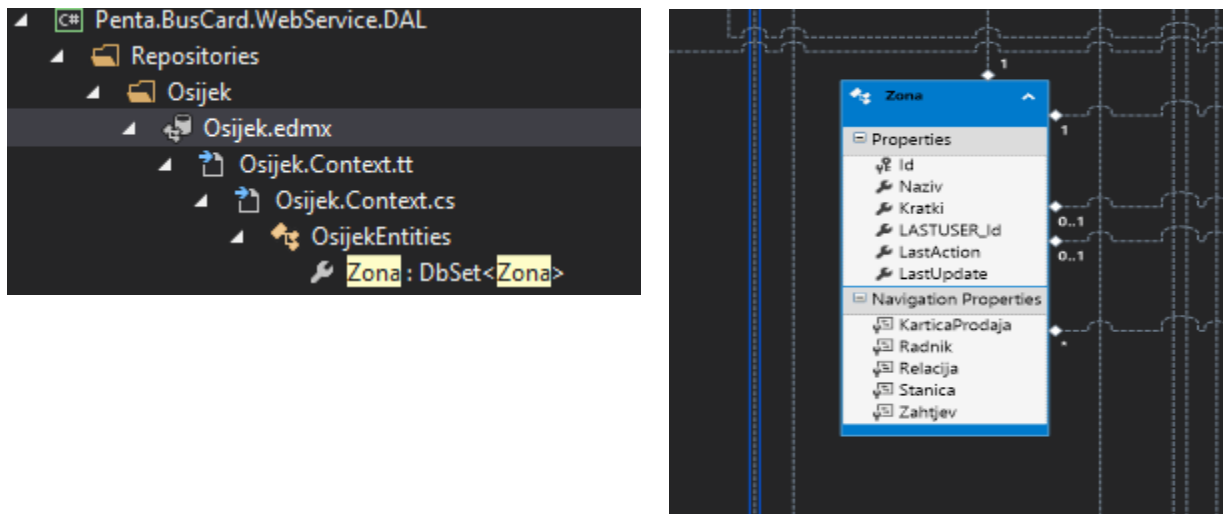 C# Penta.BusCard.WebService.DAL
Repositories
Osijek
Osijek.edmx
Osijek.Context.tt
Osijek.Context.cs
OsijekEntities
Zona : DbSet<Zona>
1
Zona
Properties
Id
Naziv
Kratki
LASTUSER_Id
LastAction
LastUpdate
Navigation Properties
KarticaProdaja
Radnik
Relacija
Stanica
Zahtjev
1
0..1
0..1
*